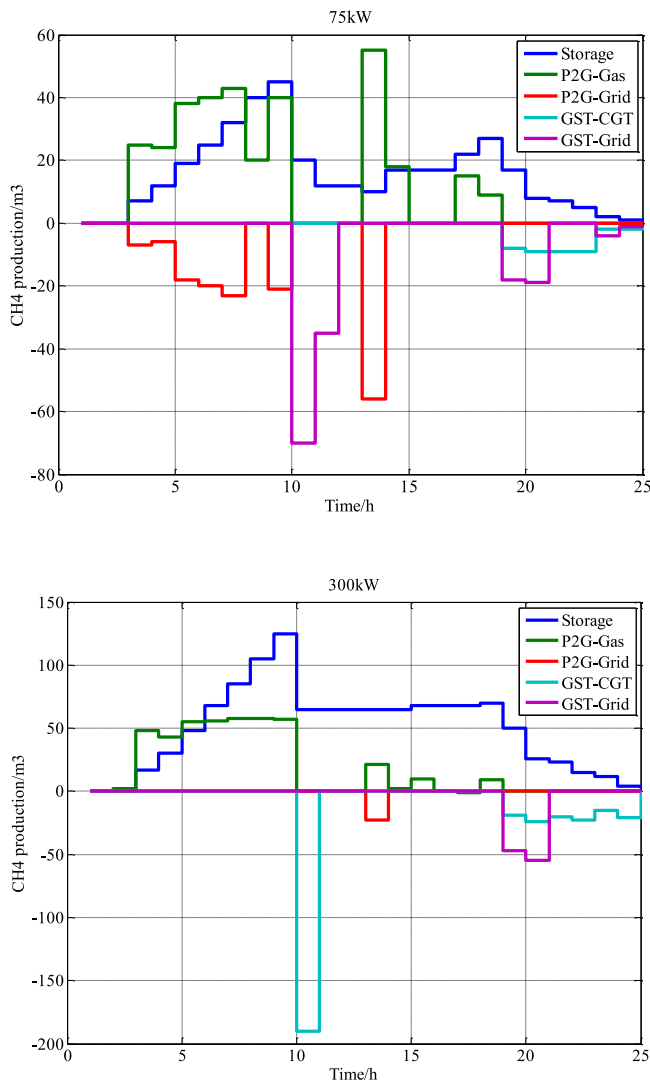 75kW
60
40
20
0
-20
-40
-60
-80
CH4 production/m3
0
5
10
15
20
25
Time/h
Storage
P2G-Gas
P2G-Grid
GST-CGT
GST-Grid
300kW
150
100
50
0
-50
-100
-150
-200
CH4 production/m3
0
5
10
15
20
25
Time/h
Storage
P2G-Gas
P2G-Grid
GST-CGT
GST-Grid